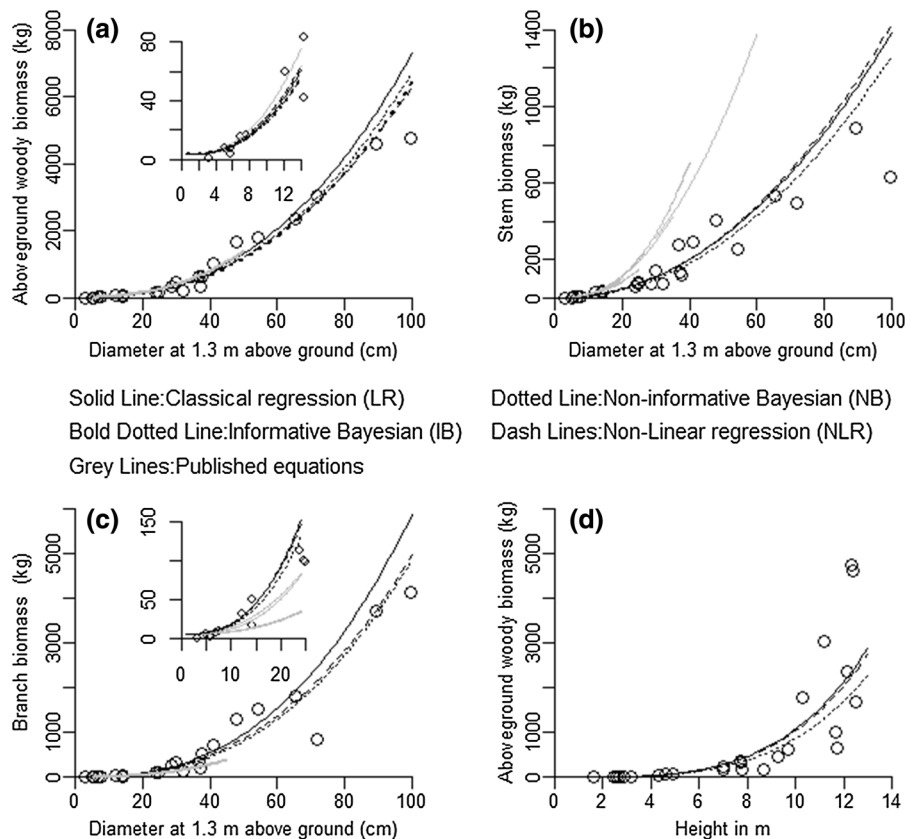 (a)
Aboveground woody biomass (kg)
8000
6000
4000
2000
0
80
40
0
0 4 8 12
0 20 40 60 80 100
Diameter at 1.3 m above ground (cm)
(b)
Stem biomass (kg)
1400
1000
600
200
0
0 20 40 60 80 100
Diameter at 1.3 m above ground (cm)
Solid Line:Classical regression (LR)
Dotted Line:Non-informative Bayesian (NB)
Bold Dotted Line:Informative Bayesian (IB)
Dash Lines:Non-Linear regression (NLR)
Grey Lines:Published equations
(c)
Branch biomass (kg)
5000
3000
1000
0
150
50
0
0 10 20
0 20 40 60 80 100
Diameter at 1.3 m above ground (cm)
(d)
Aboveground woody biomass (kg)
5000
3000
1000
0
0 2 4 6 8 10 12 14
Height in m